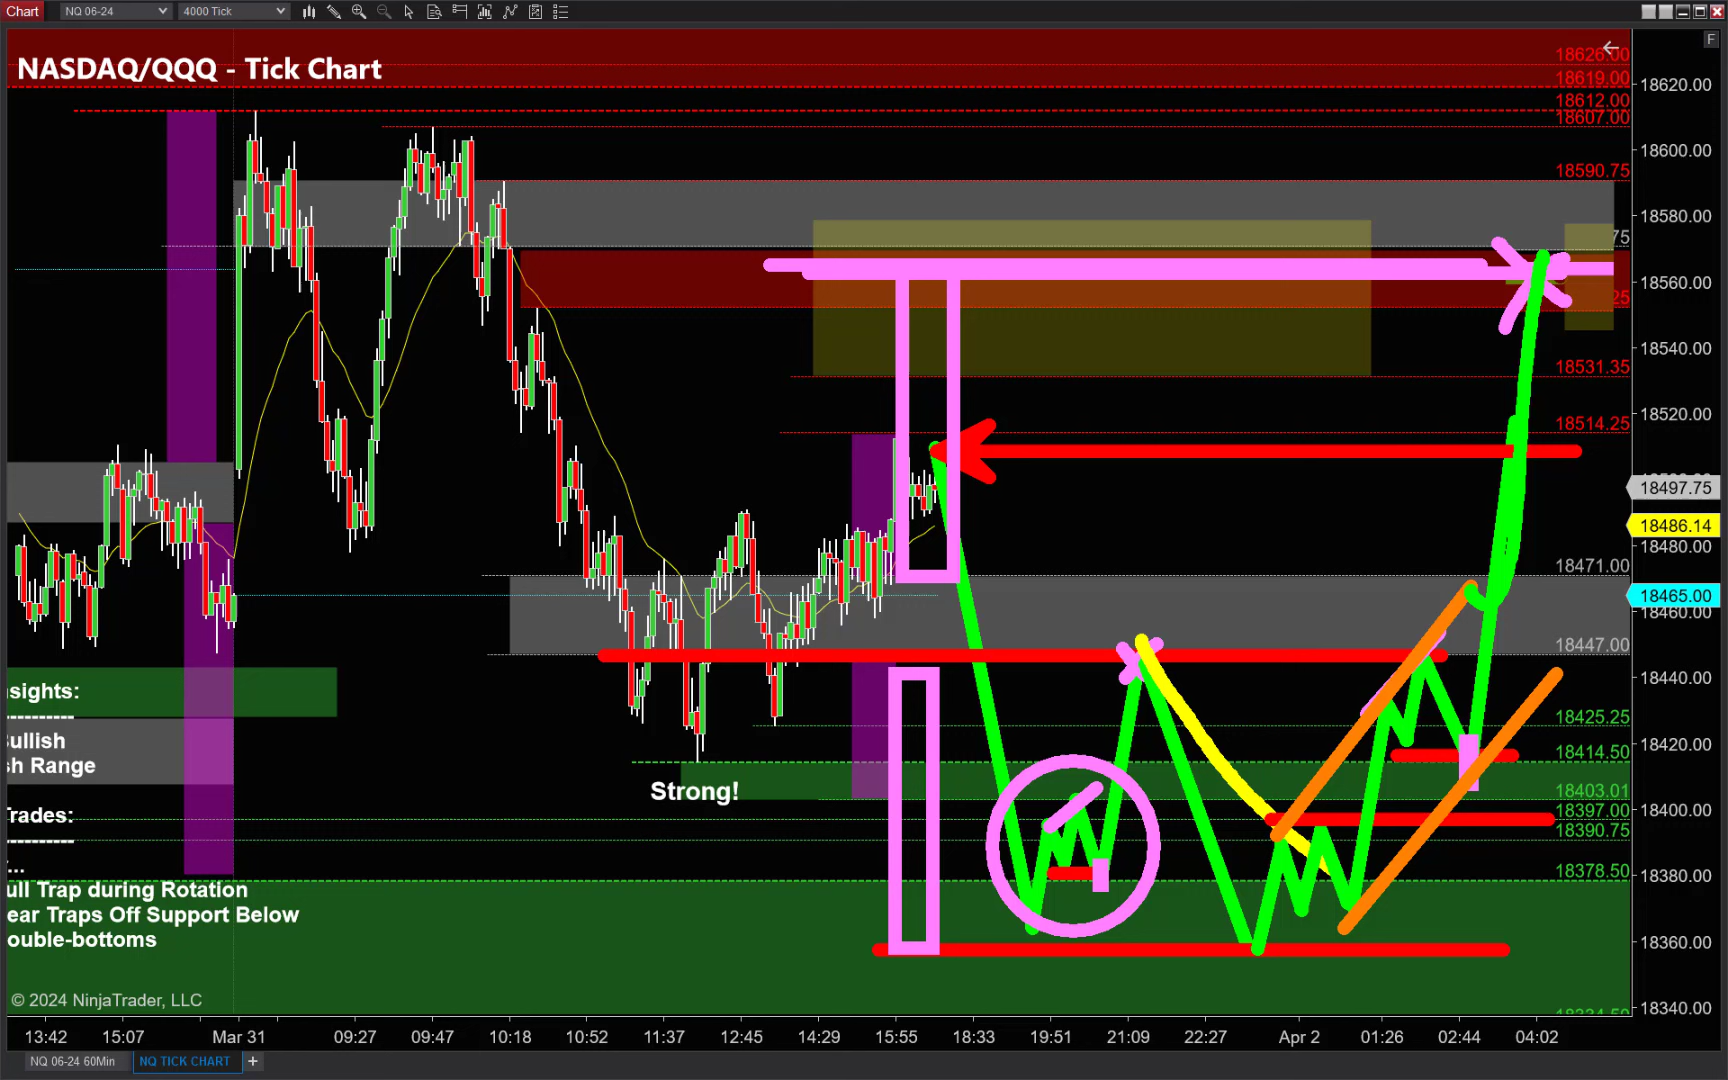 Chart
NQ 06-24
4000 Tick
F
NASDAQ/QQQ - Tick Chart
18626.00
18619.00
18612.00
18607.00
18590.75
75
25
18531.35
18514.25
18471.00
18447.00
18425.25
18414.50
18403.01
18397.00
18390.75
18378.50
18334.50
18620.00
18600.00
18580.00
18560.00
18540.00
18520.00
18497.75
18486.14
18480.00
18465.00
18460.00
18440.00
18420.00
18400.00
18380.00
18360.00
18340.00
Strong!
nsights:
ullish
sh Range
Trades:
...
ull Trap during Rotation
ear Traps Off Support Below
ouble-bottoms
© 2024 NinjaTrader, LLC
13:42 15:07 Mar 31 09:27 09:47 10:18 10:52 11:37 12:45 14:29 15:55 18:33 19:51 21:09 22:27 Apr 2 01:26 02:44 04:02
NQ 06-24 60Min
NQ TICK CHART
+